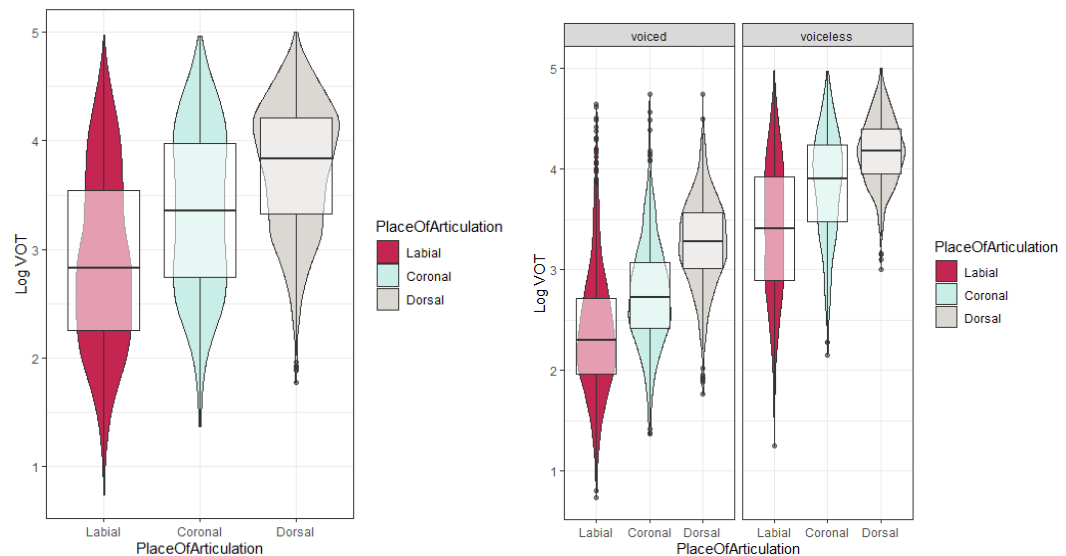 5
4
3
2
1
Log VOT
Labial
Coronal
Dorsal
PlaceOfArticulation
PlaceOfArticulation
Labial
Coronal
Dorsal
voiced
voiceless
5
4
3
2
1
Log VOT
Labial
Coronal
Dorsal
Labial
Coronal
Dorsal
PlaceOfArticulation
PlaceOfArticulation
Labial
Coronal
Dorsal